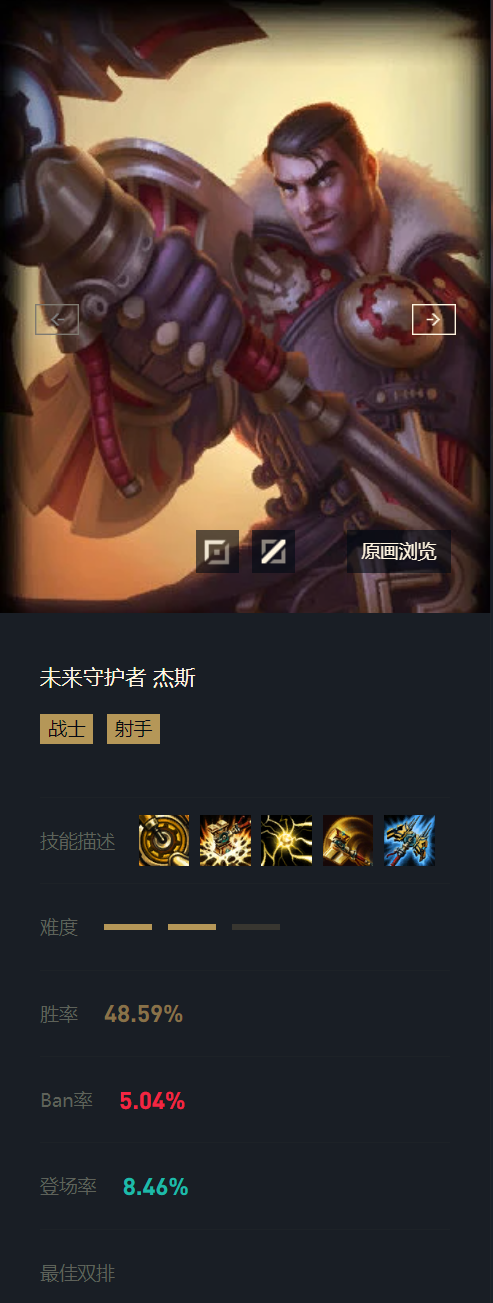 原画浏览
未来守护者 杰斯
战士 射手
技能描述
难度
胜率 48.59%
Ban率 5.04%
登场率 8.46%
最佳双排